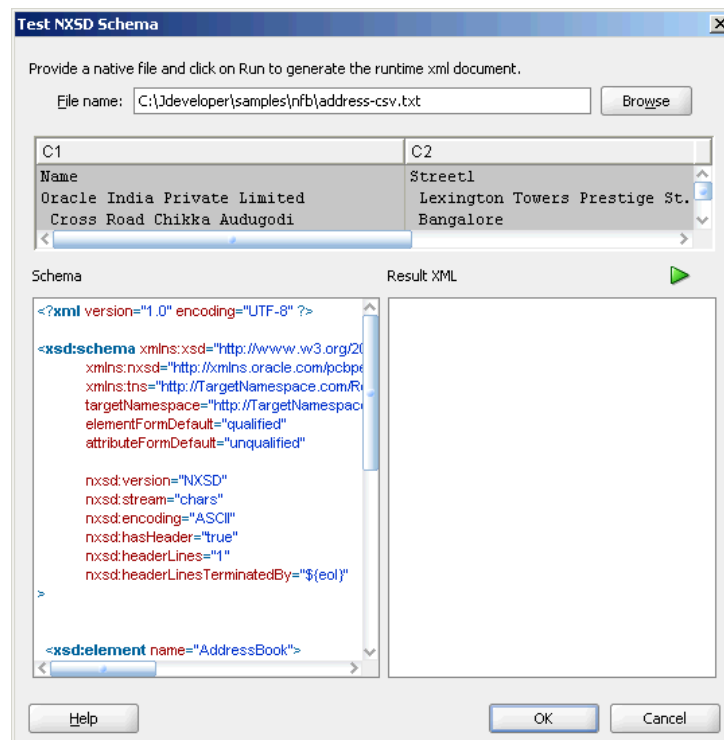 Test NXSD Schema
Provide a native file and click on Run to generate the runtime xml document.
File name: C:\Jdeveloper\samples\nfb\address-csv.txt Browse
C1 C2
Name Street1
Oracle India Private Limited Lexington Towers Prestige St.
Cross Road Chikka Audugodi Bangalore
Schema Result XML
<?xml version="1.0" encoding="UTF-8" ?>
<xsd:schema xmlns:xsd="http://www.w3.org/20
xmlns:nxsd="http://xmlns.oracle.com/pcbpe
xmlns:tns="http://TargetNamespace.com/Re
targetNamespace="http://TargetNamespac
elementFormDefault="qualified"
attributeFormDefault="unqualified"
nxsd:version="NXSD"
nxsd:stream="chars"
nxsd:encoding="ASCII"
nxsd:hasHeader="true"
nxsd:headerLines="1"
nxsd:headerLinesTerminatedBy="${eol}"
>
<xsd:element name="AddressBook">
Help OK Cancel